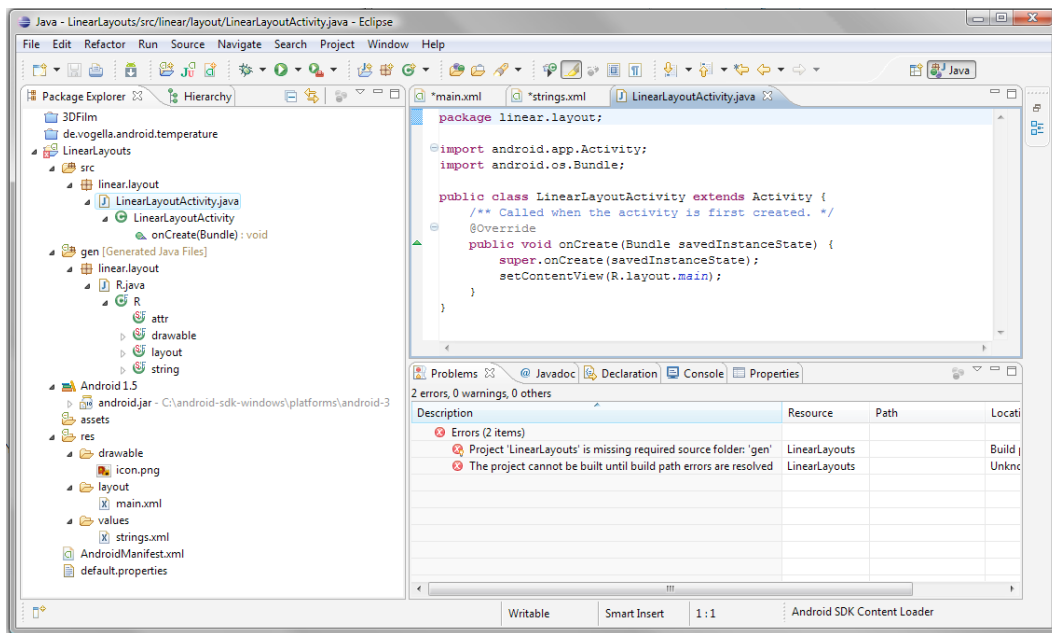 Java - LinearLayouts/src/linear/layout/LinearLayoutActivity.java - Eclipse
File Edit Refactor Run Source Navigate Search Project Window Help
Java
Package Explorer Hierarchy
3DFilm
de.vogella.android.temperature
LinearLayouts
src
linear.layout
LinearLayoutActivity.java
LinearLayoutActivity
onCreate(Bundle) : void
gen [Generated Java Files]
linear.layout
R.java
R
attr
drawable
layout
string
Android 1.5
android.jar - C:\android-sdk-windows\platforms\android-3
assets
res
drawable
icon.png
layout
main.xml
values
strings.xml
AndroidManifest.xml
default.properties
*main.xml *strings.xml LinearLayoutActivity.java
package linear.layout;
import android.app.Activity;
import android.os.Bundle;
public class LinearLayoutActivity extends Activity {
/** Called when the activity is first created. */
@Override
public void onCreate(Bundle savedInstanceState) {
super.onCreate(savedInstanceState);
setContentView(R.layout.main);
}
}
Problems @ Javadoc Declaration Console Properties
2 errors, 0 warnings, 0 others
Description Resource Path Locati
Errors (2 items)
Project 'LinearLayouts' is missing required source folder: 'gen' LinearLayouts Build p
The project cannot be built until build path errors are resolved LinearLayouts Unknc
Writable Smart Insert 1 : 1 Android SDK Content Loader